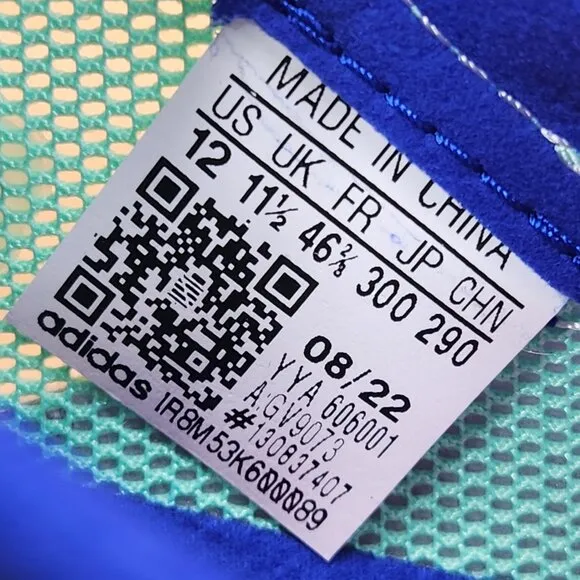 MADE IN CHINA
US UK FR JP CHN
12 11½ 46⅔ 300 290
08/22
YYA 606001
AGV9073
#130837407
adidas